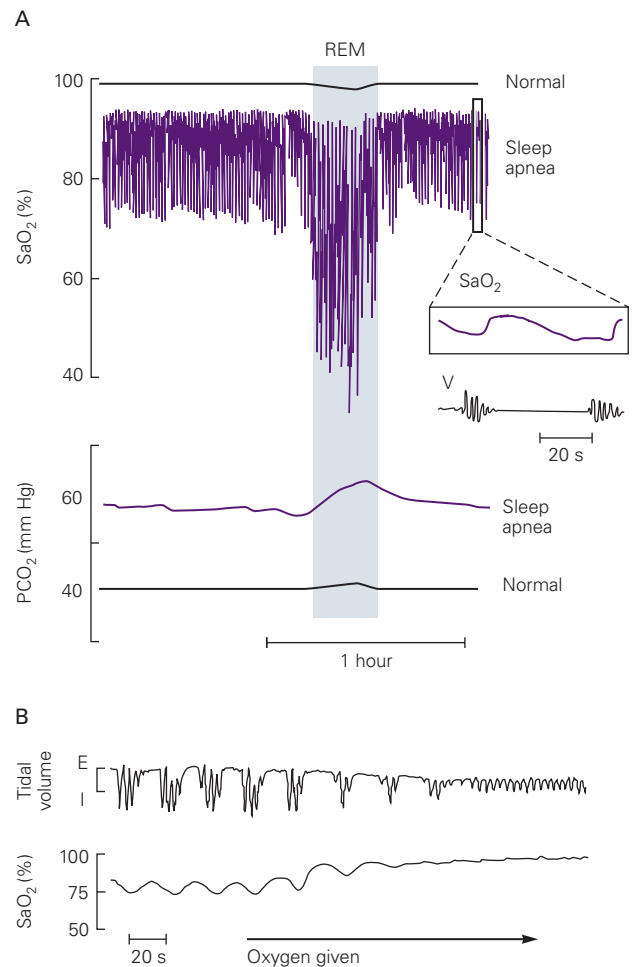 A
REM
100
Normal
Sleep
apnea
80
SaO2 (%)
60
SaO2
40
V
20 s
60
Sleep
apnea
PCO2 (mm Hg)
40
Normal
1 hour
B
Tidal
volume
E
I
SaO2 (%)
100
75
50
20 s
Oxygen given